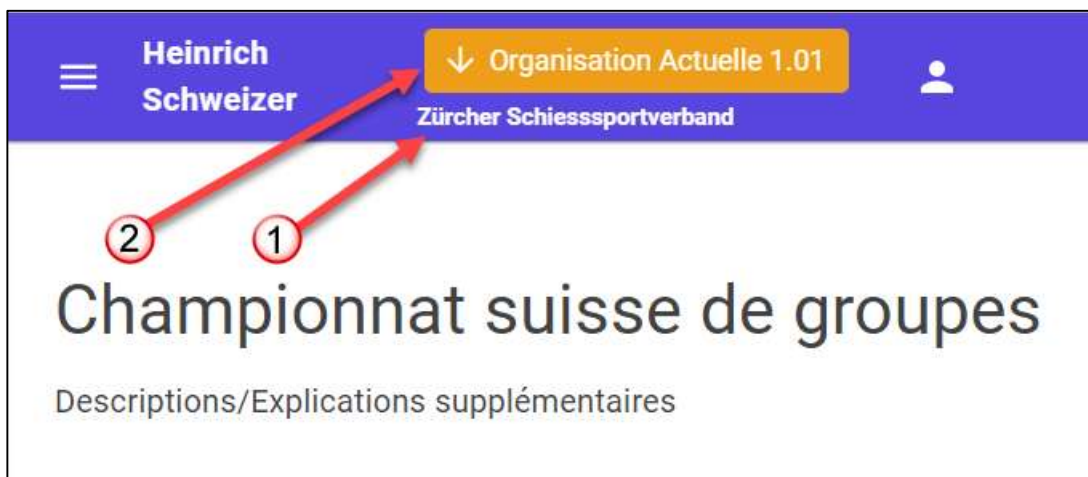 Heinrich
Schweizer
↓ Organisation Actuelle 1.01
Zürcher Schiesssportverband
2
1
Championnat suisse de groupes
Descriptions/Explications supplémentaires